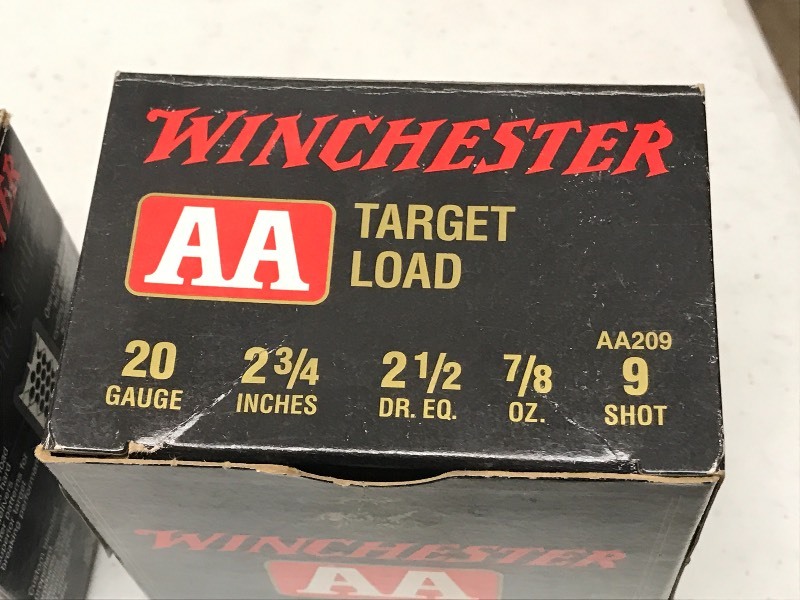 WINCHESTER
AA TARGET
LOAD
20 2 3/4 2 1/2 7/8 AA209 9
GAUGE INCHES DR. EQ. OZ. SHOT
WINCHESTER
AA